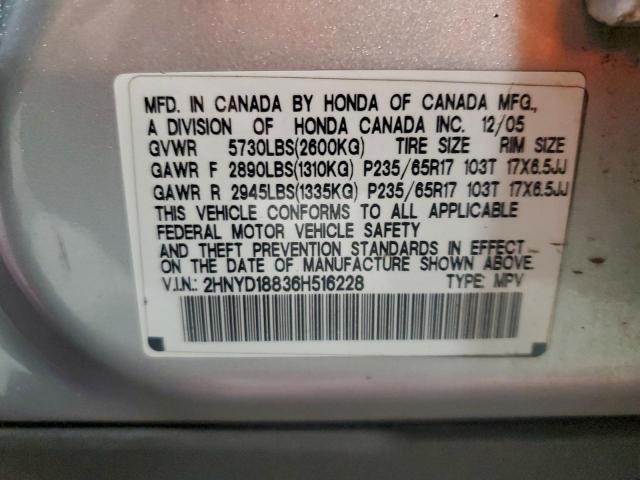 MFD. IN CANADA BY HONDA OF CANADA MFG.,
A DIVISION OF HONDA CANADA INC. 12/05
GVWR 5730LBS(2600KG) TIRE SIZE RIM SIZE
GAWR F 2890LBS(1310KG) P235/65R17 103T 17X6.5JJ
GAWR R 2945LBS(1335KG) P235/65R17 103T 17X6.5JJ
THIS VEHICLE CONFORMS TO ALL APPLICABLE
FEDERAL MOTOR VEHICLE SAFETY
AND THEFT PREVENTION STANDARDS IN EFFECT
ON THE DATE OF MANUFACTURE SHOWN ABOVE.
V.I.N.: 2HNYD18836H516228 TYPE: MPV